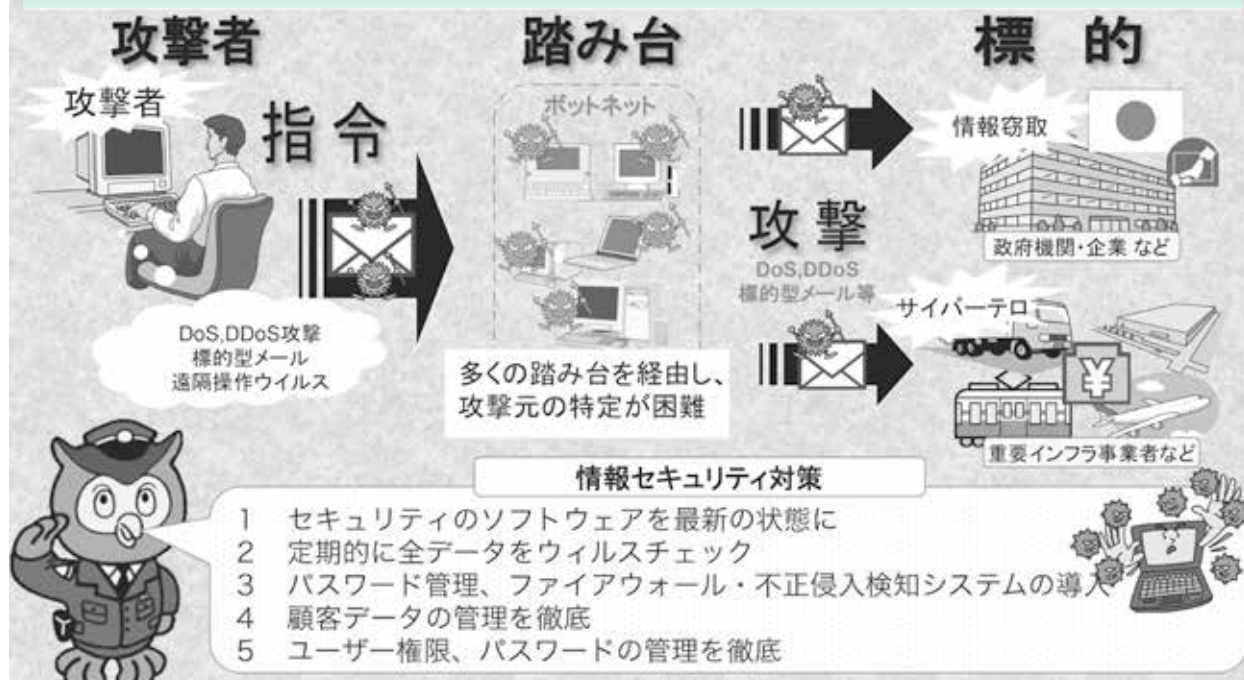 攻撃者
踏み台
標的
攻撃者
指令
DoS,DDoS攻撃
標的型メール
遠隔操作ウイルス
ボットネット
多くの踏み台を経由し、
攻撃元の特定が困難
攻撃
DoS,DDoS
標的型メール等
情報窃取
政府機関・企業 など
サイバーテロ
¥
重要インフラ事業者など
情報セキュリティ対策
1 セキュリティのソフトウェアを最新の状態に
2 定期的に全データをウィルスチェック
3 パスワード管理、ファイアウォール・不正侵入検知システムの導入
4 顧客データの管理を徹底
5 ユーザー権限、パスワードの管理を徹底